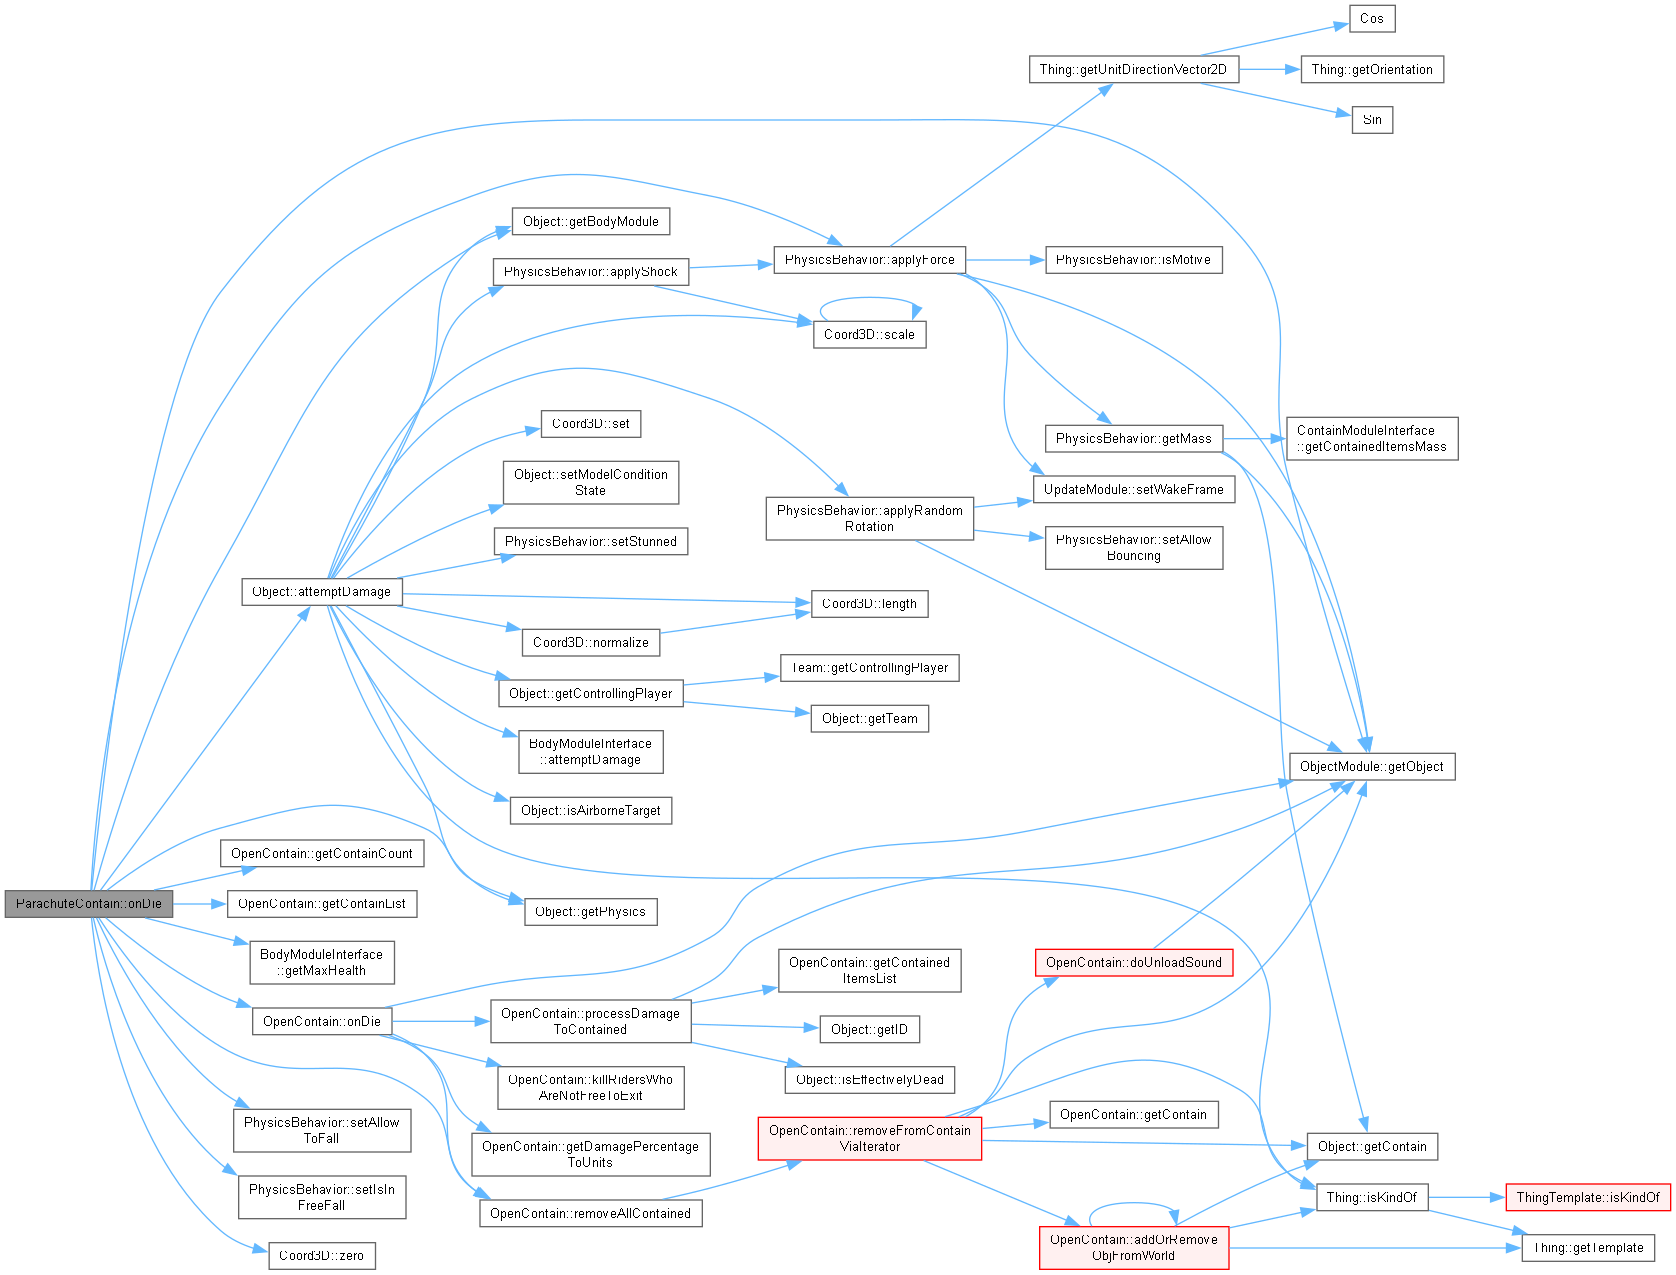 Cos
Thing::getUnitDirectionVector2D
Thing::getOrientation
Sin
Object::getBodyModule
PhysicsBehavior::applyForce
PhysicsBehavior::isMotive
PhysicsBehavior::applyShock
Coord3D::scale
Coord3D::set
PhysicsBehavior::getMass
ContainModuleInterface
::getContainedItemsMass
Object::setModelCondition
State
UpdateModule::setWakeFrame
PhysicsBehavior::applyRandom
Rotation
PhysicsBehavior::setStunned
PhysicsBehavior::setAllow
Bouncing
Object::attemptDamage
Coord3D::length
Coord3D::normalize
Team::getControllingPlayer
Object::getControllingPlayer
Object::getTeam
BodyModuleInterface
::attemptDamage
ObjectModule::getObject
Object::isAirborneTarget
OpenContain::getContainCount
ParachuteContain::onDie
OpenContain::getContainList
Object::getPhysics
BodyModuleInterface
::getMaxHealth
OpenContain::getContained
ItemsList
OpenContain::doUnloadSound
OpenContain::onDie
OpenContain::processDamage
ToContained
Object::getID
OpenContain::killRidersWho
AreNotFreeToExit
Object::isEffectivelyDead
PhysicsBehavior::setAllow
ToFall
OpenContain::removeFromContain
ViaIterator
OpenContain::getContain
OpenContain::getDamagePercentage
ToUnits
Object::getContain
PhysicsBehavior::setIsIn
FreeFall
OpenContain::removeAllContained
Thing::isKindOf
ThingTemplate::isKindOf
Coord3D::zero
OpenContain::addOrRemove
ObjFromWorld
Thing::getTemplate